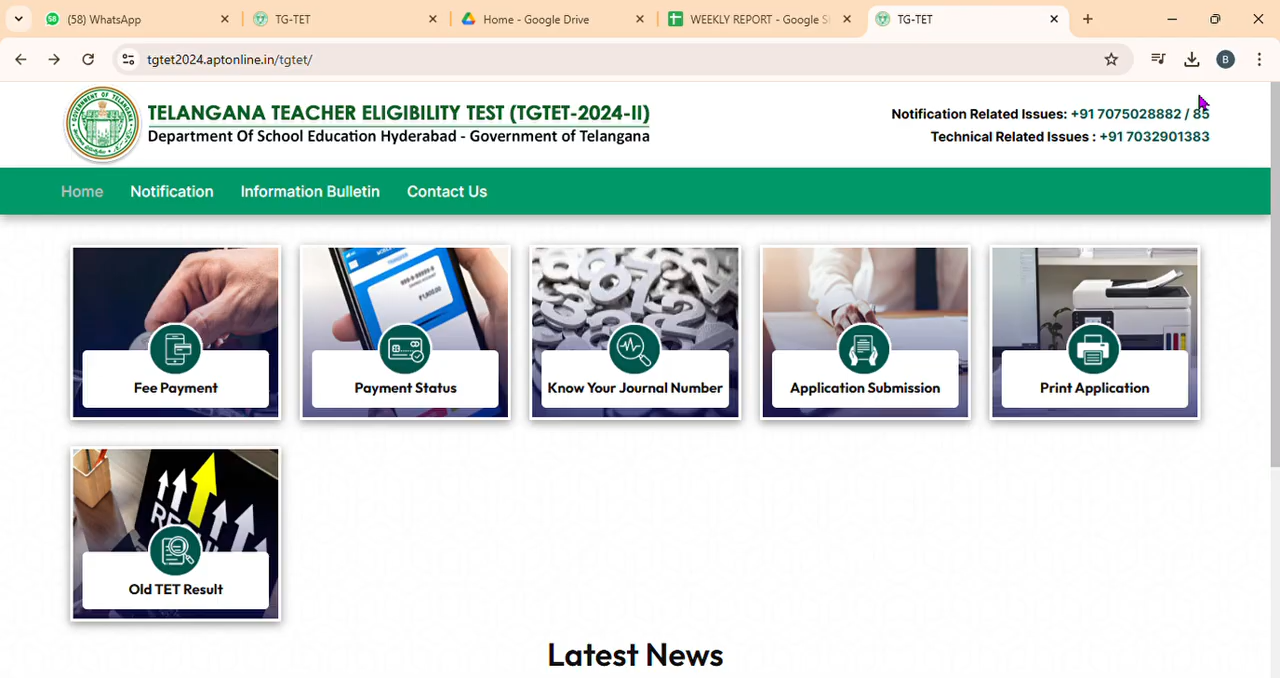 (58) WhatsApp
TG-TET
Home - Google Drive
WEEKLY REPORT - Google S
TG-TET
tgtet2024.aptonline.in/tgtet/
B
TELANGANA TEACHER ELIGIBILITY TEST (TGTET-2024-II)
Department Of School Education Hyderabad - Government of Telangana
Notification Related Issues: +91 7075028882 / 85
Technical Related Issues : +91 7032901383
Home
Notification
Information Bulletin
Contact Us
Fee Payment
Payment Status
Know Your Journal Number
Application Submission
Print Application
Old TET Result
Latest News